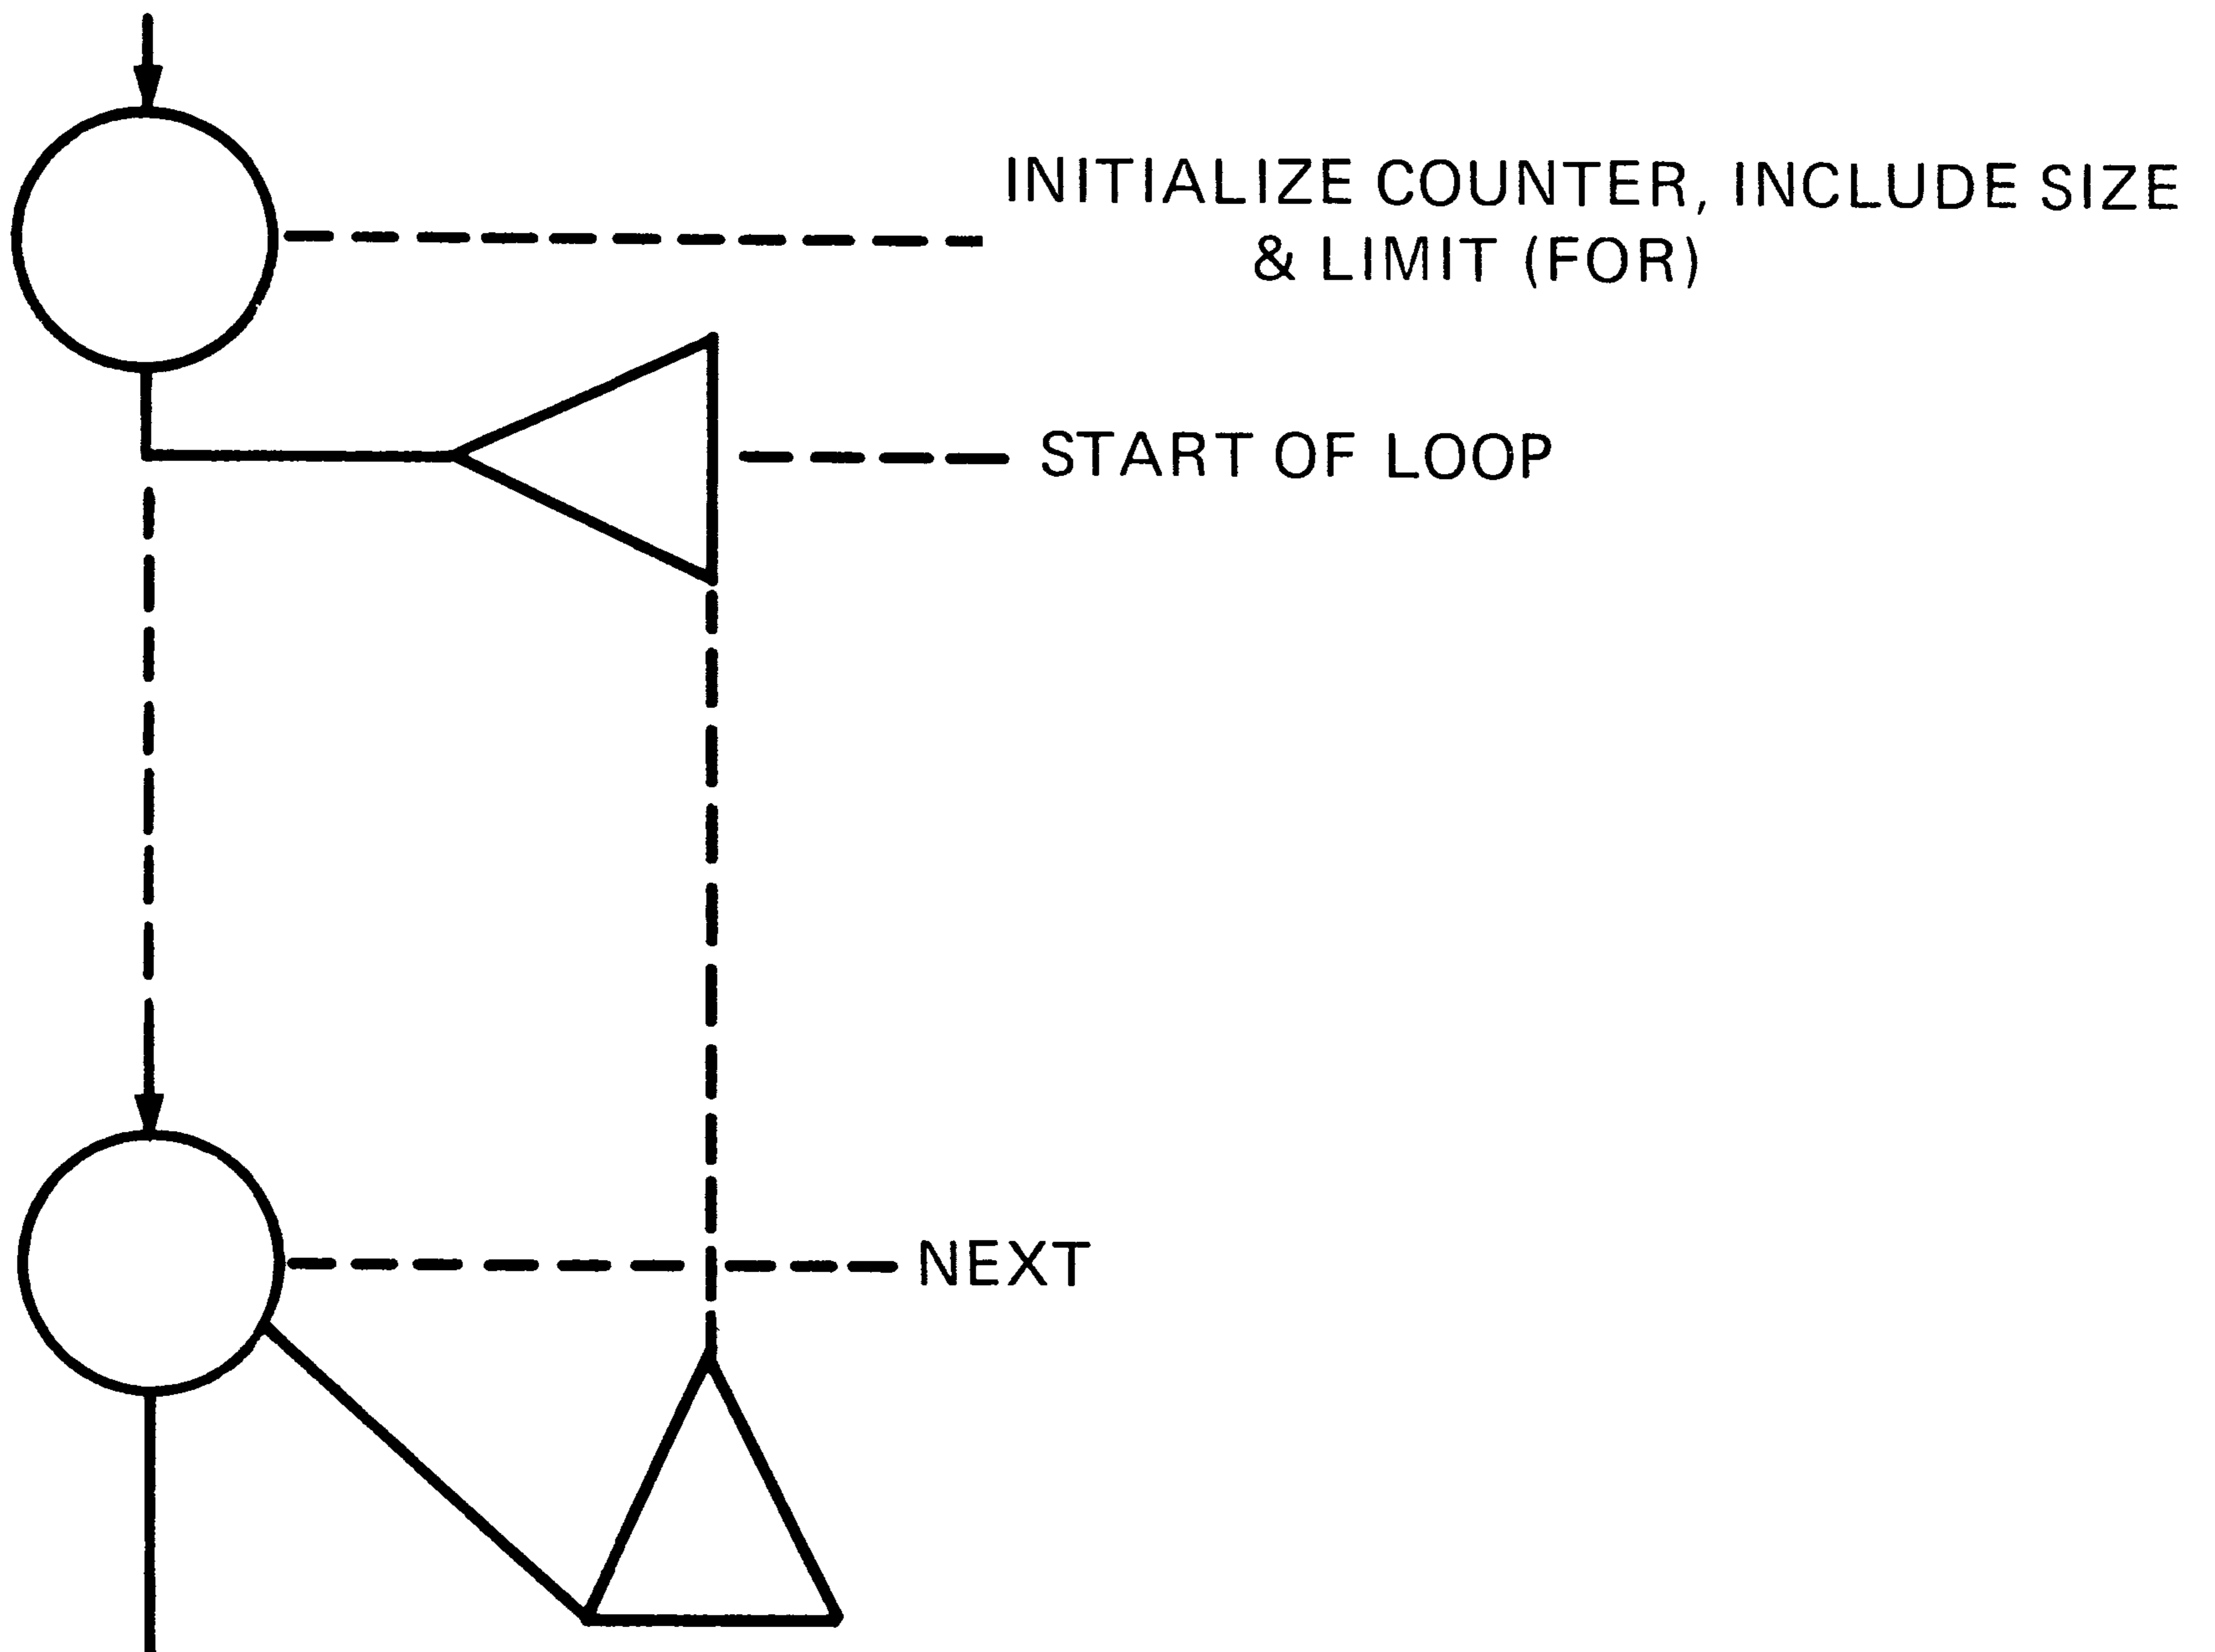 INITIALIZE COUNTER, INCLUDE SIZE
& LIMIT (FOR)
START OF LOOP
NEXT